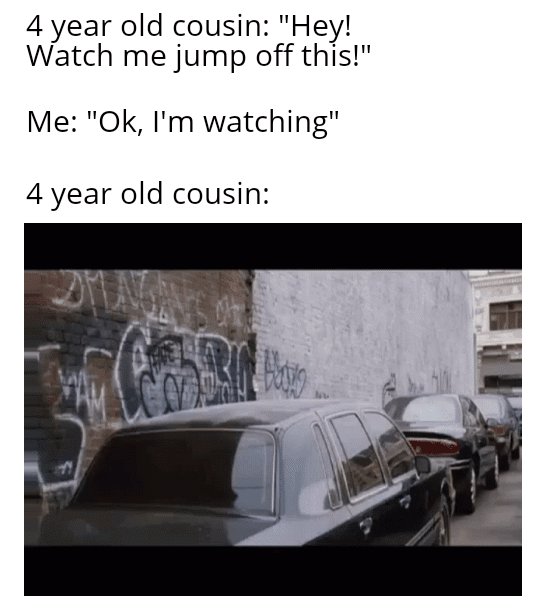 4 year old cousin: "Hey!
Watch me jump off this!"
Me: "Ok, I'm watching"
4 year old cousin: